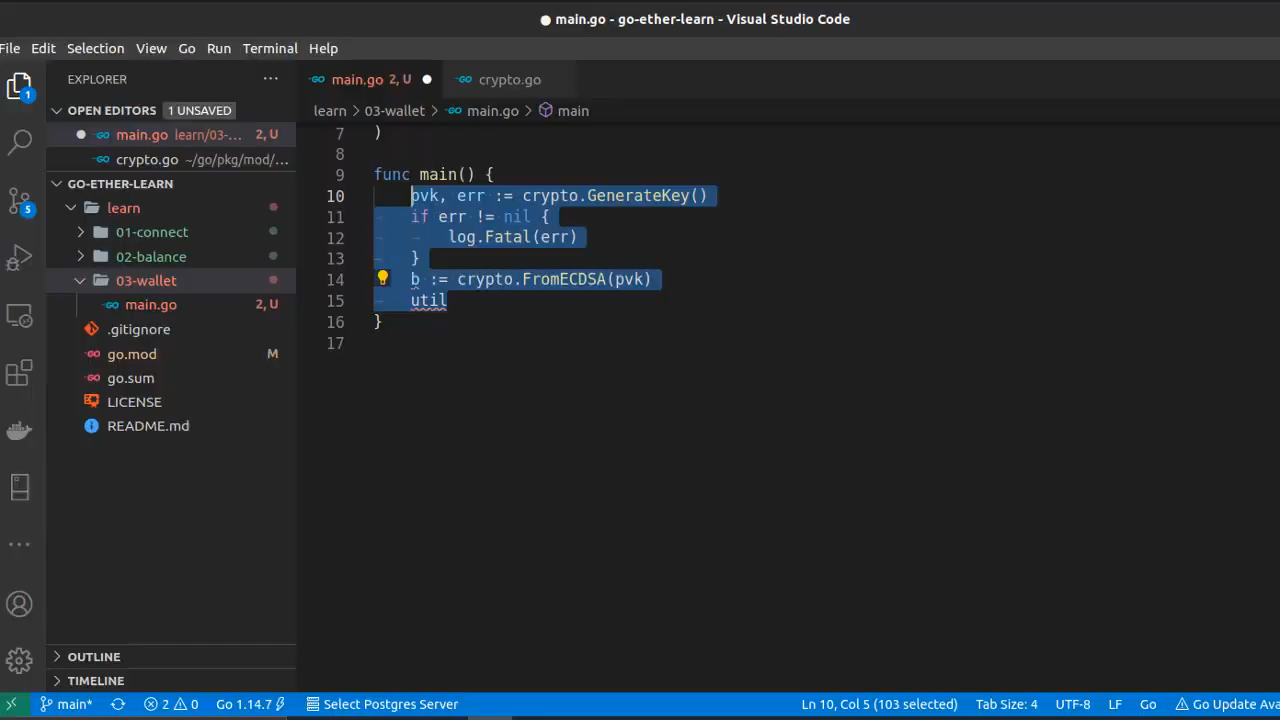 main.go - go-ether-learn - Visual Studio Code
File Edit Selection View Go Run Terminal Help
EXPLORER
main.go 2, U
crypto.go
OPEN EDITORS 1 UNSAVED
learn > 03-wallet > main.go > main
main.go learn/03-... 2, U
crypto.go ~/go/pkg/mod/...
GO-ETHER-LEARN
learn
01-connect
02-balance
03-wallet
main.go 2, U
.gitignore
go.mod M
go.sum
LICENSE
README.md
OUTLINE
TIMELINE
7 )
8
9 func main() {
10 pvk, err := crypto.GenerateKey()
11 if err != nil {
12 log.Fatal(err)
13 }
14 b := crypto.FromECDSA(pvk)
15 util
16 }
17
1
5
main* 2 0 Go 1.14.7 Select Postgres Server Ln 10, Col 5 (103 selected) Tab Size: 4 UTF-8 LF Go Go Update Ava